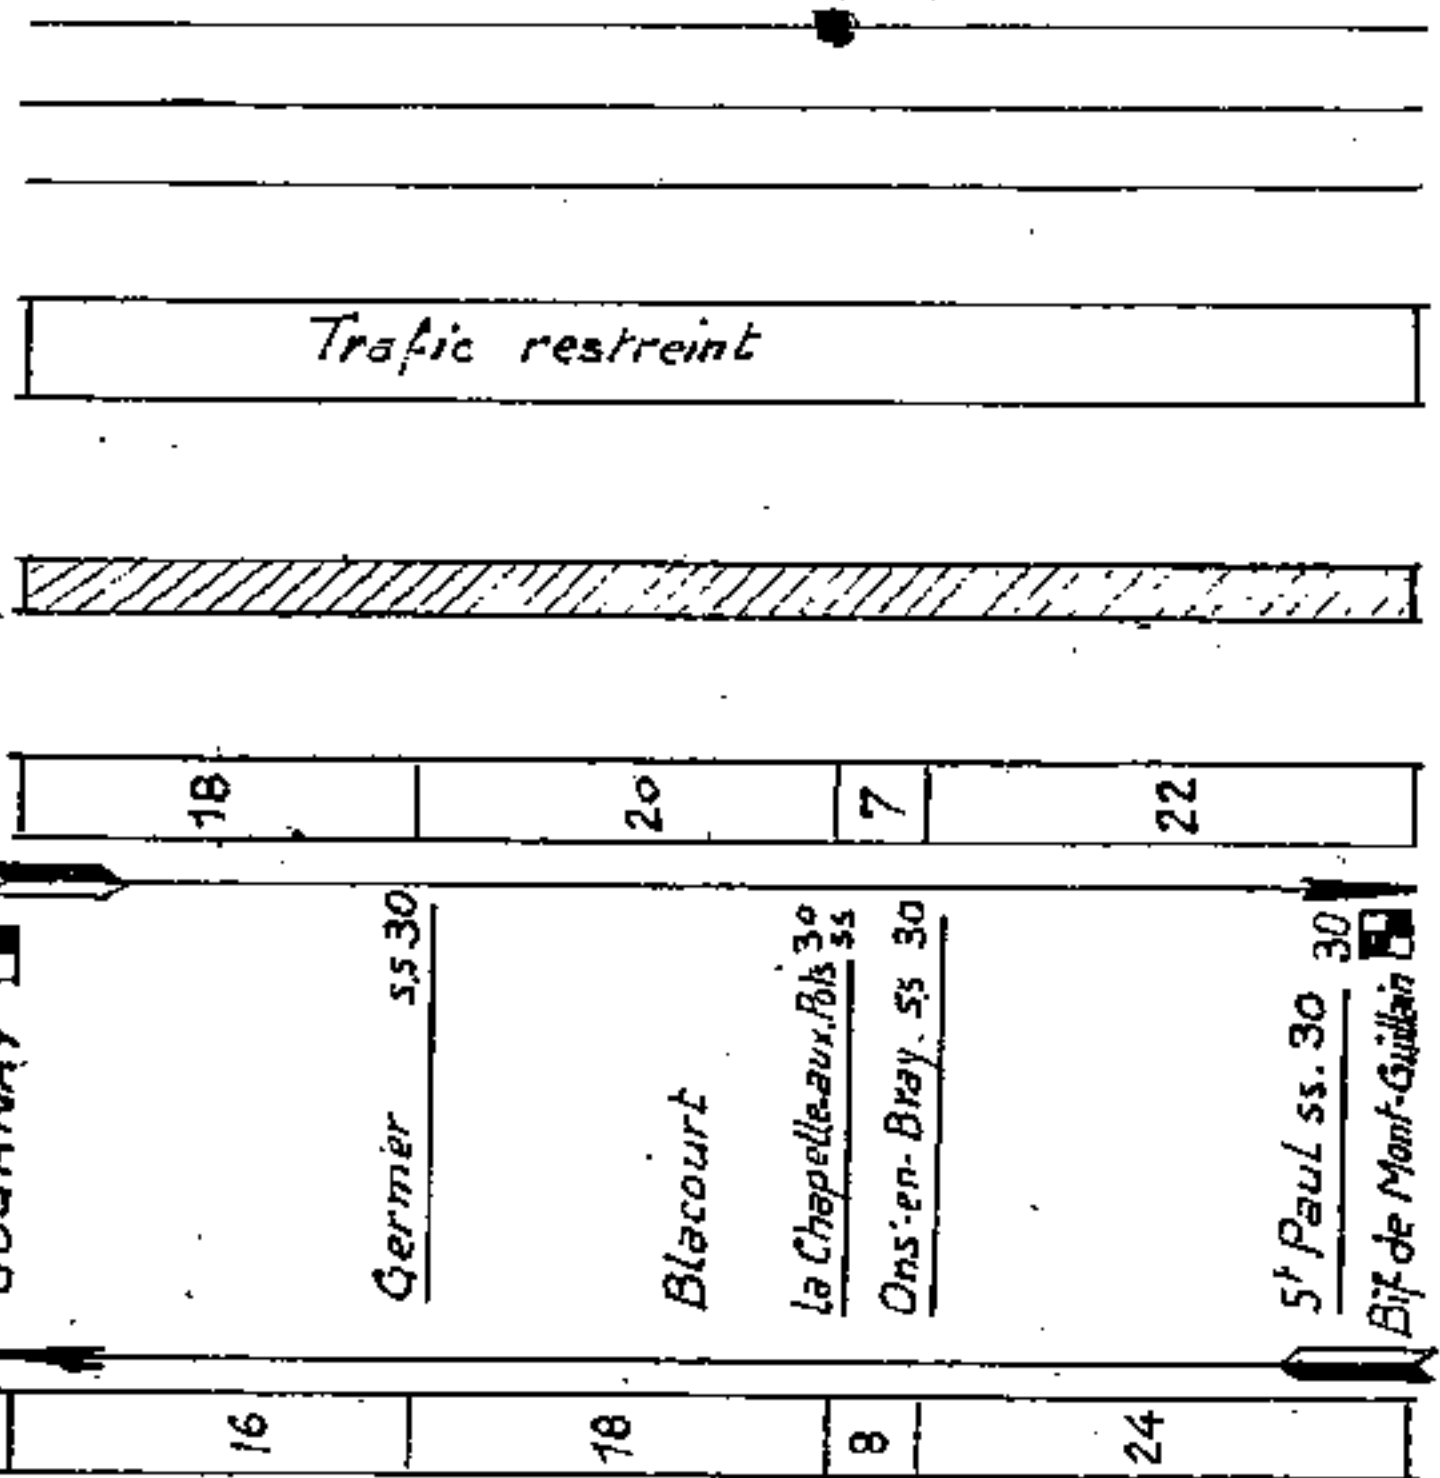 Trafic restreint
18
20
7
22
Germer ss 30
Blacourt
La Chapelle-aux-Pots 30
ss
Ons'-en-Bray. ss 30
St Paul ss. 30 30
Bif de Mont-Guillain
16
18
8
24